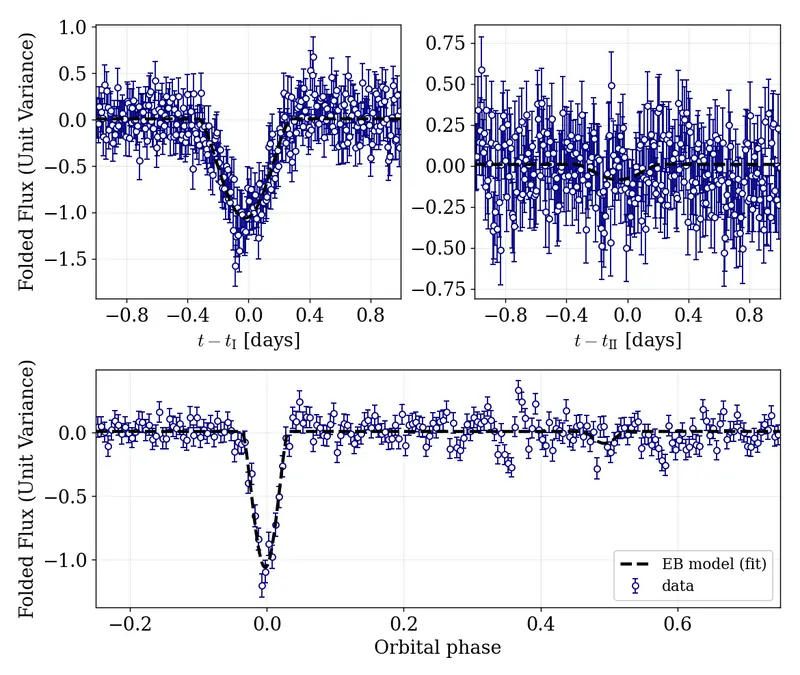 Folded Flux (Unit Variance)
1.0
0.5
0.0
−0.5
−1.0
−1.5
−0.8 −0.4 0.0 0.4 0.8
t − tI [days]
0.75
0.50
0.25
0.00
−0.25
−0.50
−0.75
−0.8 −0.4 0.0 0.4 0.8
t − tII [days]
Folded Flux (Unit Variance)
0.0
−0.5
−1.0
EB model (fit)
data
−0.2 0.0 0.2 0.4 0.6
Orbital phase